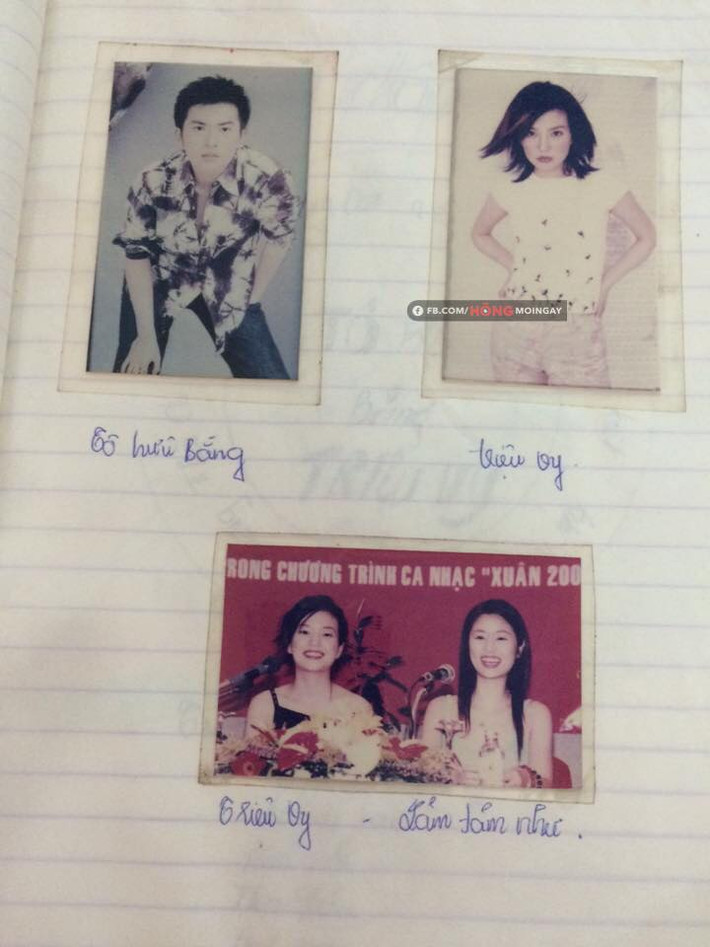 FB.COM/HÓNGMOINGAY
Tô hữu Bằng
triệu vy.
RONG CHƯƠNG TRÌNH CA NHẠC "XUÂN 200
Triệu Vy - Lâm tâm như.